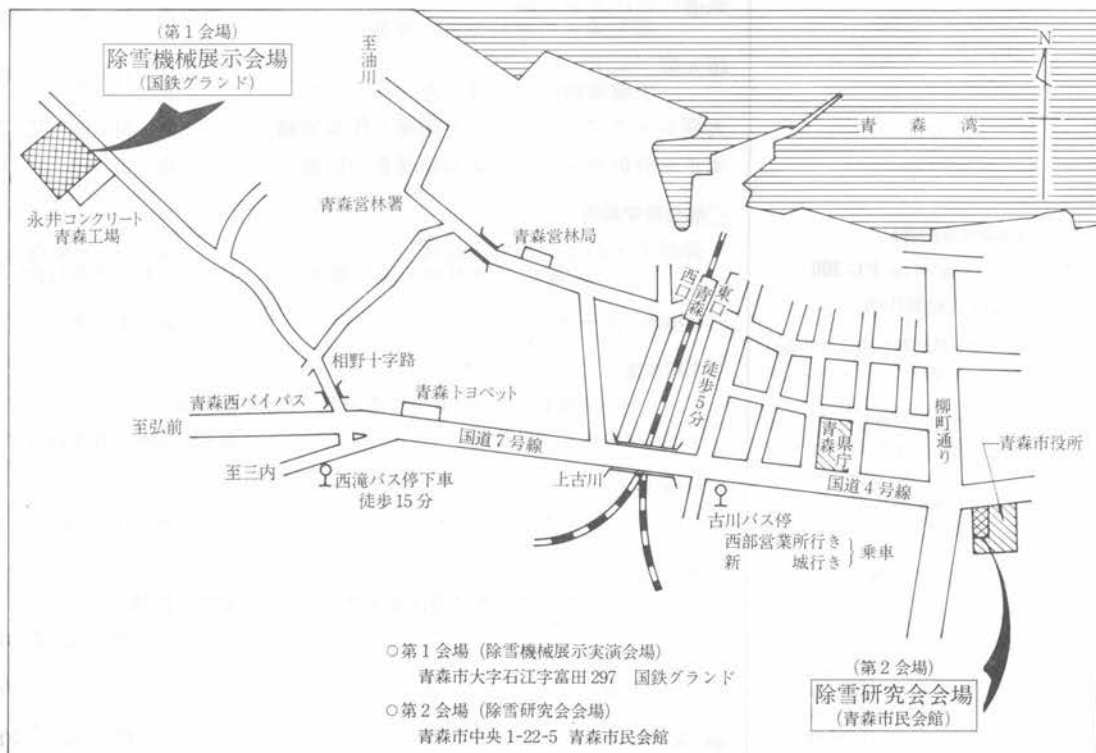 (第1会場)
除雪機械展示会場
(国鉄グランド)
至油川
N
青森湾
永井コンクリート
青森工場
青森営林署
青森営林局
西口
青森
東口
徒歩5分
相野十字路
青森西バイパス
青森トヨペット
至弘前
国道7号線
至三内
西滝バス停下車
徒歩15分
上古川
青森県庁
柳町通り
青森市役所
国道4号線
古川バス停
西部営業所行き
新城行き
乗車
○第1会場(除雪機械展示実演会場)
青森市大字石江字富田297 国鉄グランド
○第2会場(除雪研究会会場)
青森市中央1-22-5 青森市民会館
(第2会場)
除雪研究会会場
(青森市民会館)